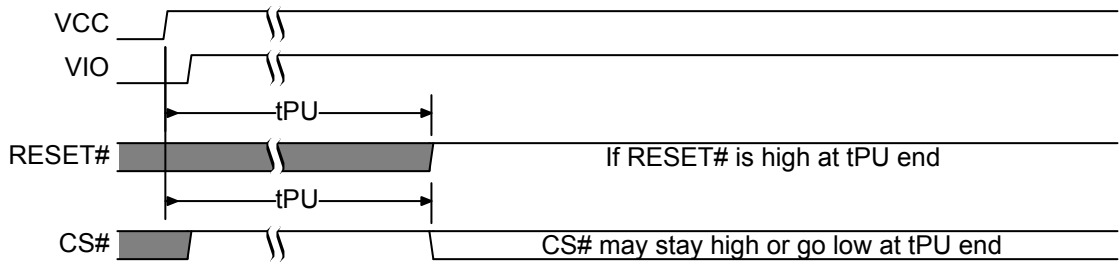 VCC
VIO
tPU
RESET# If RESET# is high at tPU end
tPU
CS# CS# may stay high or go low at tPU end